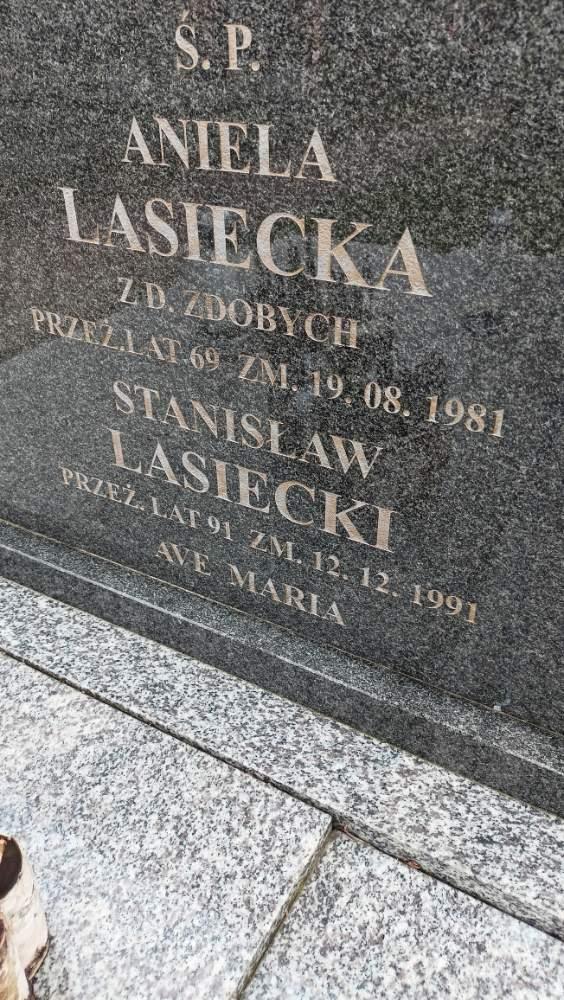 Ś. P.
ANIELA
LASIECKA
Z D. ZDOBYCH
PRZEŻ. LAT 69 ZM. 19. 08. 1981
STANISŁAW
LASIECKI
PRZEŻ. LAT 91 ZM. 12. 12. 1991
AVE MARIA